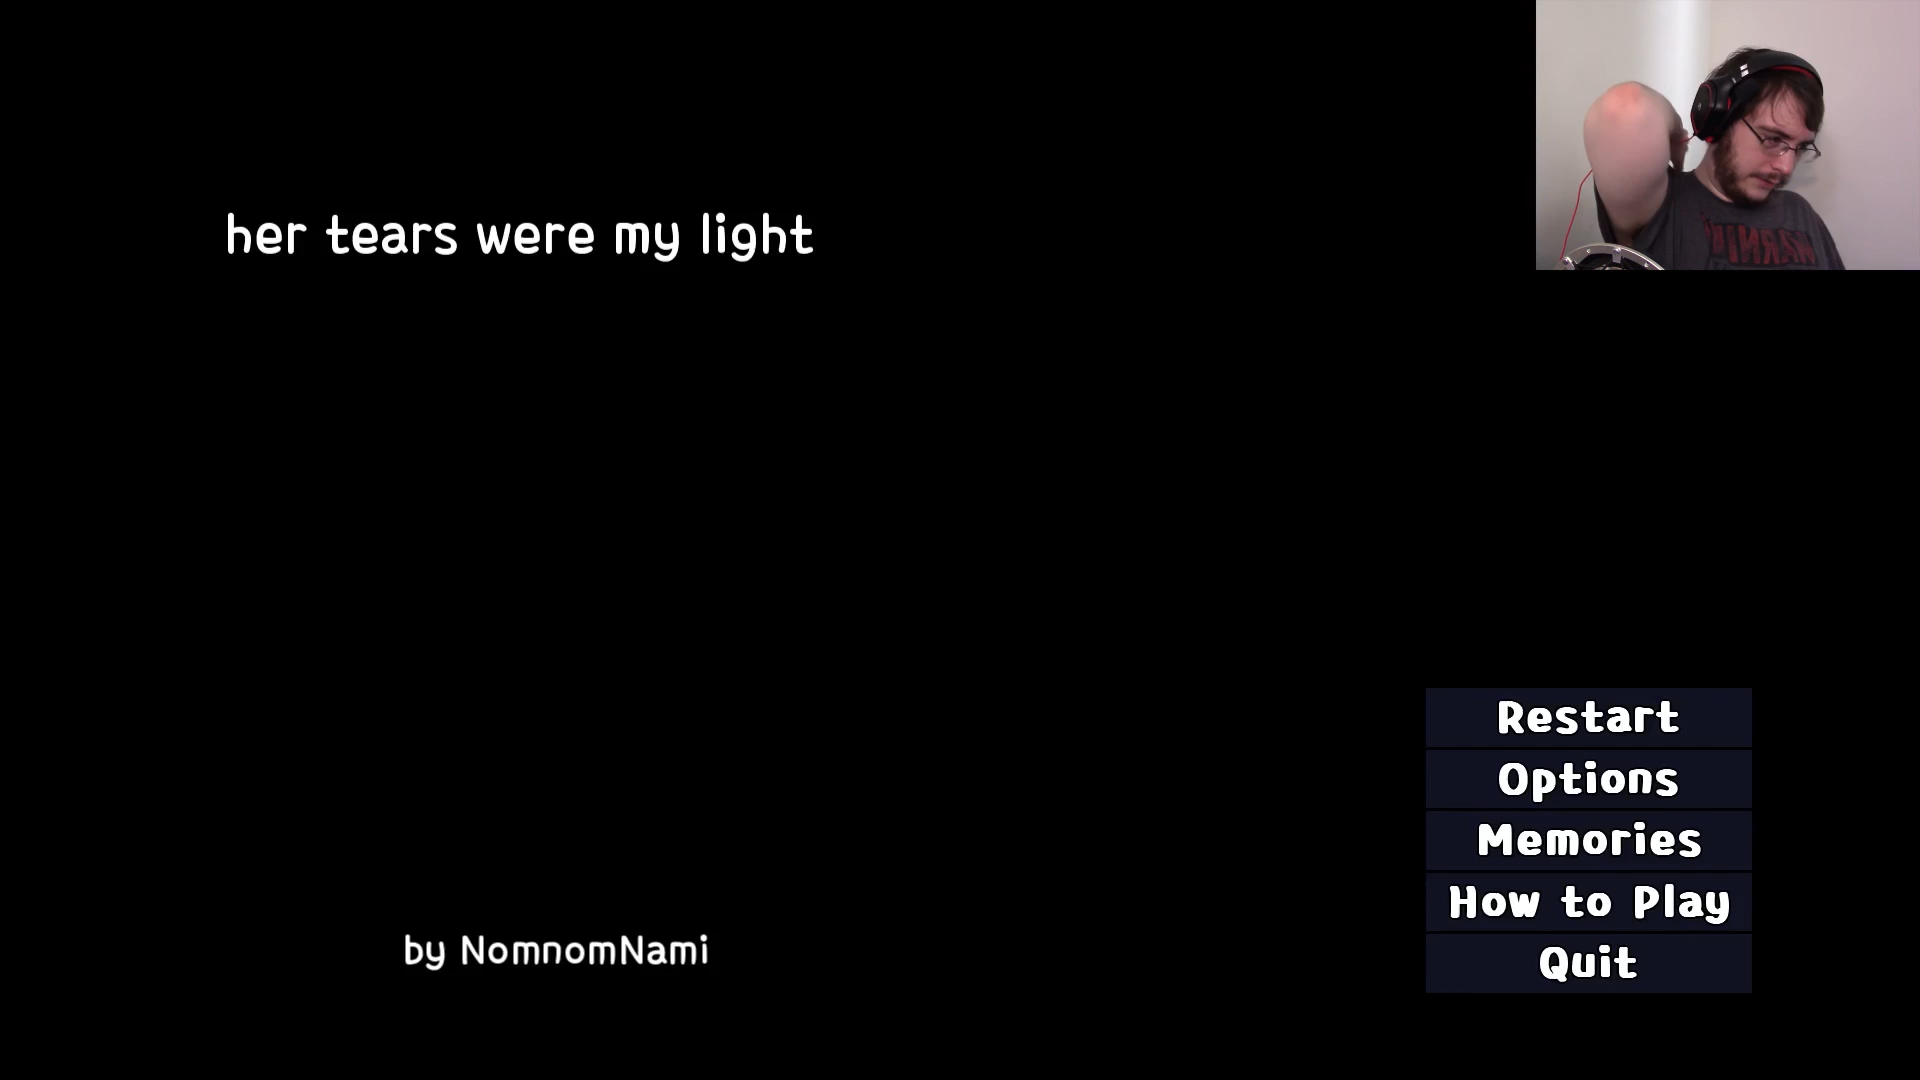 her tears were my light
Restart
Options
Memories
How to Play
Quit
by NomnomNami